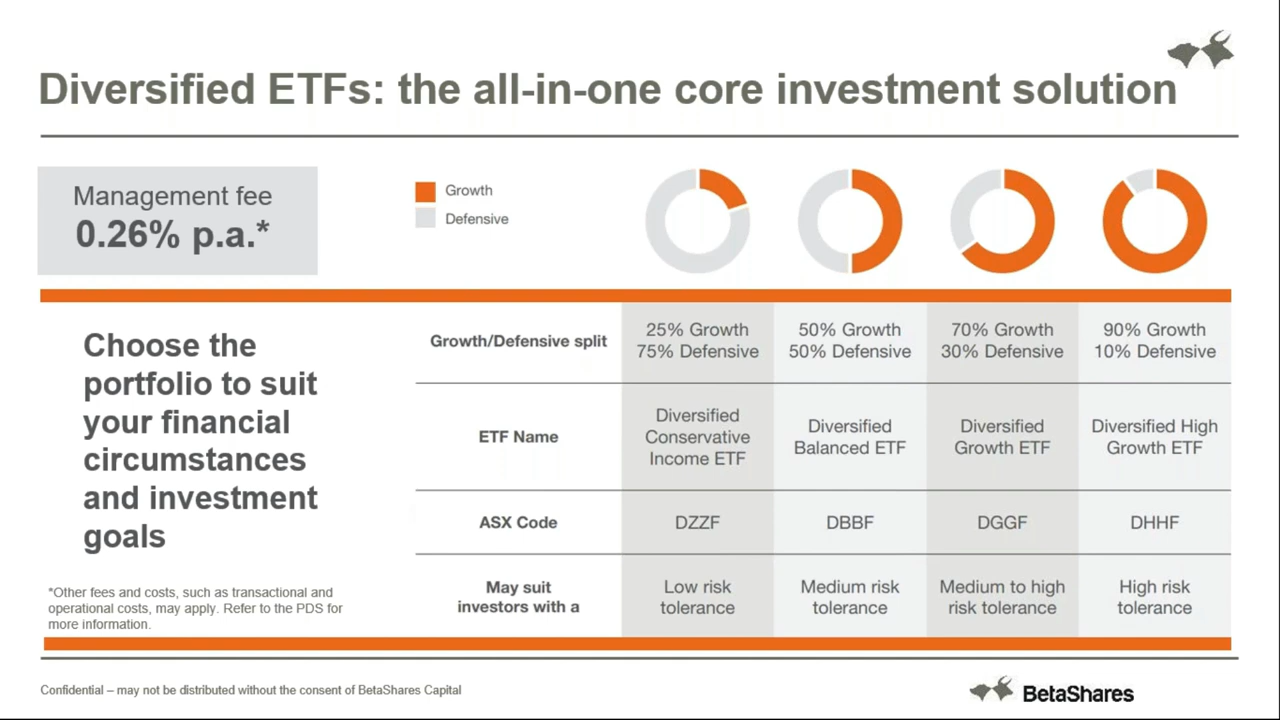 Diversified ETFs: the all-in-one core investment solution
Management fee
0.26% p.a.*
Growth
Defensive
Choose the
portfolio to suit
your financial
circumstances
and investment
goals
*Other fees and costs, such as transactional and
operational costs, may apply. Refer to the PDS for
more information.
Growth/Defensive split
25% Growth
75% Defensive
50% Growth
50% Defensive
70% Growth
30% Defensive
90% Growth
10% Defensive
ETF Name
Diversified
Conservative
Income ETF
Diversified
Balanced ETF
Diversified
Growth ETF
Diversified High
Growth ETF
ASX Code
DZZF
DBBF
DGGF
DHHF
May suit
investors with a
Low risk
tolerance
Medium risk
tolerance
Medium to high
risk tolerance
High risk
tolerance
Confidential – may not be distributed without the consent of BetaShares Capital
BetaShares